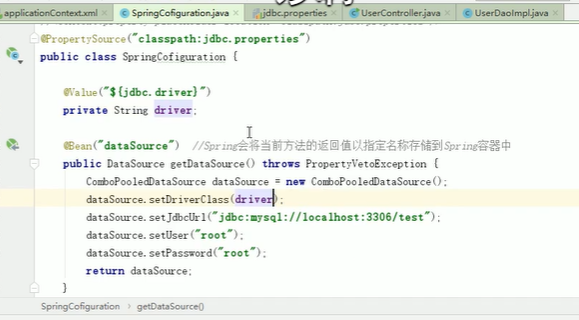 applicationContext.xml SpringCofiguration.java jdbc.properties UserController.java UserDaoImpl.java
@PropertySource("classpath:jdbc.properties")
public class SpringCofiguration {
@Value("${jdbc.driver}")
private String driver;
@Bean("dataSource") //Spring会将当前方法的返回值以指定名称存储到Spring容器中
public DataSource getDataSource() throws PropertyVetoException {
ComboPooledDataSource dataSource = new ComboPooledDataSource();
dataSource.setDriverClass(driver);
dataSource.setJdbcUrl("jdbc:mysql://localhost:3306/test");
dataSource.setUser("root");
dataSource.setPassword("root");
return dataSource;
}
SpringCofiguration › getDataSource()